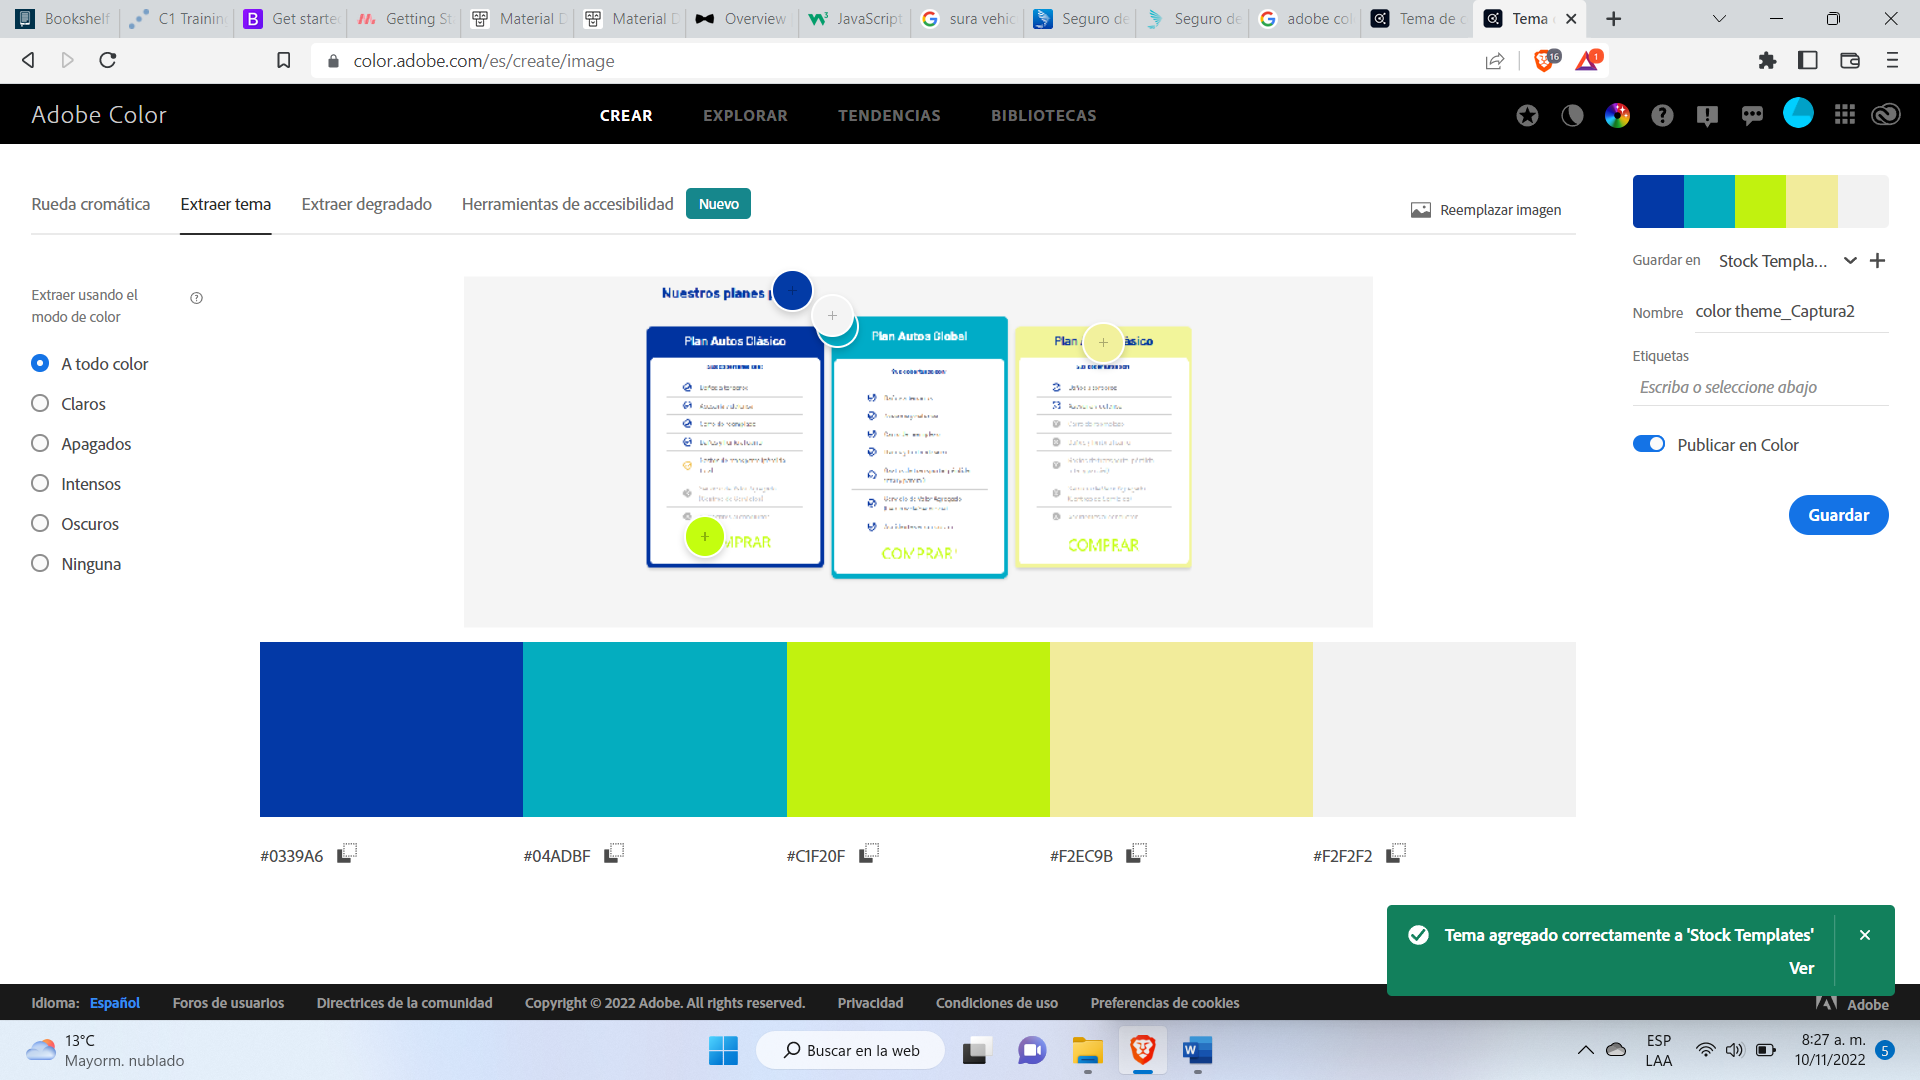 Bookshelf
C1 Training
Get started
Getting St
Material D
Material D
Overview
JavaScript
sura vehic
Seguro de
Seguro de
adobe col
Tema de c
Tema
color.adobe.com/es/create/image
16
1
Adobe Color
CREAR
EXPLORAR
TENDENCIAS
BIBLIOTECAS
Rueda cromática
Extraer tema
Extraer degradado
Herramientas de accesibilidad
Nuevo
Reemplazar imagen
Extraer usando el
modo de color
A todo color
Claros
Apagados
Intensos
Oscuros
Ninguna
Nuestros planes
Plan Autos Clásico
Plan Autos Global
Plan
COMPRAR
COMPRAR
Guardar en
Stock Templa...
Nombre
color theme_Captura2
Etiquetas
Escriba o seleccione abajo
Publicar en Color
Guardar
#0339A6
#04ADBF
#C1F20F
#F2EC9B
#F2F2F2
Tema agregado correctamente a 'Stock Templates'
Ver
Idioma: Español
Foros de usuarios
Directrices de la comunidad
Copyright © 2022 Adobe. All rights reserved.
Privacidad
Condiciones de uso
Preferencias de cookies
Adobe
13°C
Mayorm. nublado
Buscar en la web
ESP
LAA
8:27 a. m.
10/11/2022
5